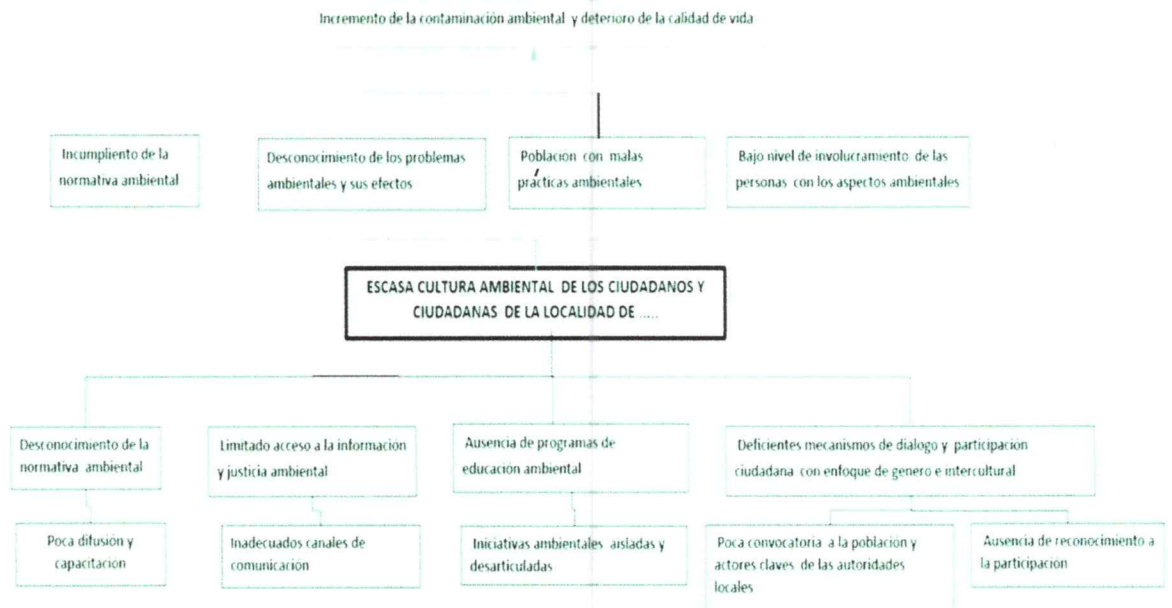 Incremento de la contaminación ambiental y deterioro de la calidad de vida
Incumpliento de la
normativa ambiental
Desconocimiento de los problemas
ambientales y sus efectos
Población con malas
prácticas ambientales
Bajo nivel de involucramiento de las
personas con los aspectos ambientales
ESCASA CULTURA AMBIENTAL DE LOS CIUDADANOS Y
CIUDADANAS DE LA LOCALIDAD DE .....
Desconocimiento de la
normativa ambiental
Limitado acceso a la información
y justicia ambiental
Ausencia de programas de
educación ambiental
Deficientes mecanismos de dialogo y participación
ciudadana con enfoque de genero e intercultural
Poca difusión y
capacitación
Inadecuados canales de
comunicación
Iniciativas ambientales aisladas y
desarticuladas
Poca convocatoria a la población y
actores claves de las autoridades
locales
Ausencia de reconocimiento a
la participación